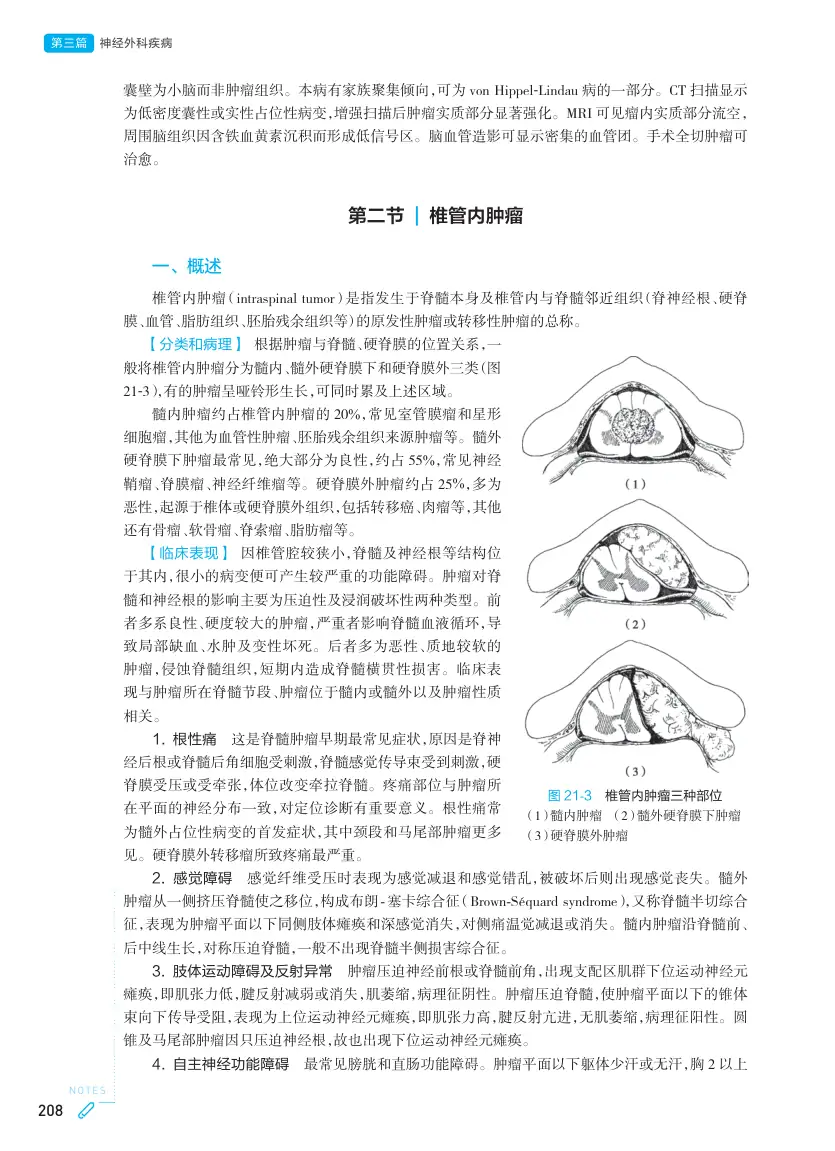 第三篇 神经外科疾病
囊壁为小脑而非肿瘤组织。本病有家族聚集倾向,可为 von Hippel-Lindau 病的一部分。CT 扫描显示
为低密度囊性或实性占位性病变,增强扫描后肿瘤实质部分显著强化。MRI 可见瘤内实质部分流空,
周围脑组织因含铁血黄素沉积而形成低信号区。脑血管造影可显示密集的血管团。手术全切肿瘤可
治愈。
第二节 | 椎管内肿瘤
一、概述
椎管内肿瘤(intraspinal tumor)是指发生于脊髓本身及椎管内与脊髓邻近组织(脊神经根、硬脊
膜、血管、脂肪组织、胚胎残余组织等)的原发性肿瘤或转移性肿瘤的总称。
【分类和病理】 根据肿瘤与脊髓、硬脊膜的位置关系,一
般将椎管内肿瘤分为髓内、髓外硬脊膜下和硬脊膜外三类(图
21-3),有的肿瘤呈哑铃形生长,可同时累及上述区域。
髓内肿瘤约占椎管内肿瘤的 20%,常见室管膜瘤和星形
细胞瘤,其他为血管性肿瘤、胚胎残余组织来源肿瘤等。髓外
硬脊膜下肿瘤最常见,绝大部分为良性,约占 55%,常见神经
鞘瘤、脊膜瘤、神经纤维瘤等。硬脊膜外肿瘤约占 25%,多为
恶性,起源于椎体或硬脊膜外组织,包括转移癌、肉瘤等,其他
还有骨瘤、软骨瘤、脊索瘤、脂肪瘤等。
【临床表现】 因椎管腔较狭小,脊髓及神经根等结构位
于其内,很小的病变便可产生较严重的功能障碍。肿瘤对脊
髓和神经根的影响主要为压迫性及浸润破坏性两种类型。前
者多系良性、硬度较大的肿瘤,严重者影响脊髓血液循环,导
致局部缺血、水肿及变性坏死。后者多为恶性、质地较软的
肿瘤,侵蚀脊髓组织,短期内造成脊髓横贯性损害。临床表
现与肿瘤所在脊髓节段、肿瘤位于髓内或髓外以及肿瘤性质
相关。
1. 根性痛 这是脊髓肿瘤早期最常见症状,原因是脊神
经后根或脊髓后角细胞受刺激,脊髓感觉传导束受到刺激,硬
脊膜受压或受牵张,体位改变牵拉脊髓。疼痛部位与肿瘤所
在平面的神经分布一致,对定位诊断有重要意义。根性痛常
为髓外占位性病变的首发症状,其中颈段和马尾部肿瘤更多
见。硬脊膜外转移瘤所致疼痛最严重。
(1)
(2)
(3)
图 21-3 椎管内肿瘤三种部位
(1)髓内肿瘤 (2)髓外硬脊膜下肿瘤
(3)硬脊膜外肿瘤
2. 感觉障碍 感觉纤维受压时表现为感觉减退和感觉错乱,被破坏后则出现感觉丧失。髓外
肿瘤从一侧挤压脊髓使之移位,构成布朗-塞卡综合征(Brown-Séquard syndrome),又称脊髓半切综合
征,表现为肿瘤平面以下同侧肢体瘫痪和深感觉消失,对侧痛温觉减退或消失。髓内肿瘤沿脊髓前、
后中线生长,对称压迫脊髓,一般不出现脊髓半侧损害综合征。
3. 肢体运动障碍及反射异常 肿瘤压迫神经前根或脊髓前角,出现支配区肌群下位运动神经元
瘫痪,即肌张力低,腱反射减弱或消失,肌萎缩,病理征阴性。肿瘤压迫脊髓,使肿瘤平面以下的锥体
束向下传导受阻,表现为上位运动神经元瘫痪,即肌张力高,腱反射亢进,无肌萎缩,病理征阳性。圆
锥及马尾部肿瘤因只压迫神经根,故也出现下位运动神经元瘫痪。
4. 自主神经功能障碍 最常见膀胱和直肠功能障碍。肿瘤平面以下躯体少汗或无汗,胸 2 以上
NOTES
208